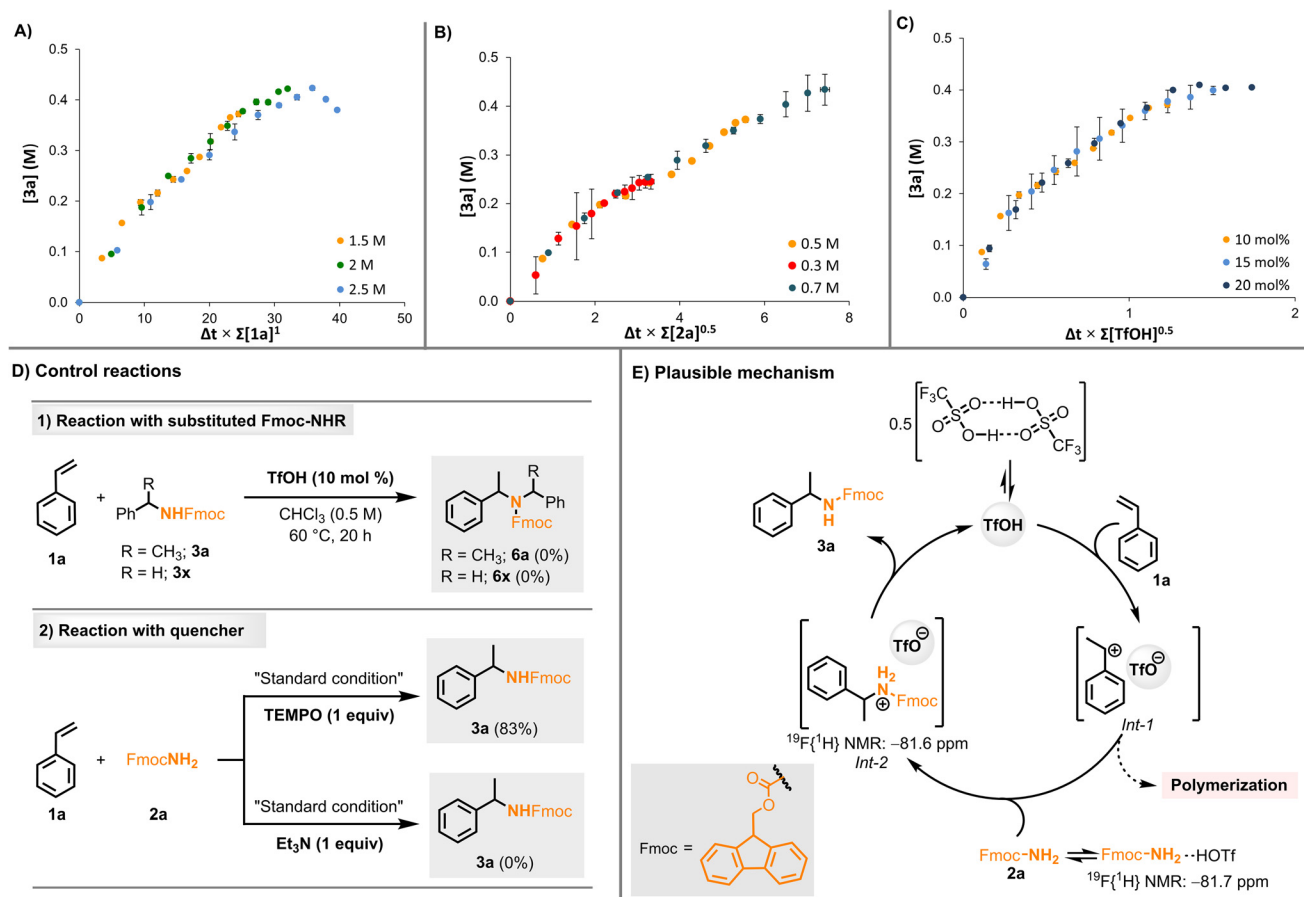 A)
[3a] (M)
0.5
0.4
0.3
0.2
0.1
0.0
0 10 20 30 40 50
Δt × Σ[1a]¹
1.5 M
2 M
2.5 M
B)
[3a] (M)
0.5
0.4
0.3
0.2
0.1
0.0
0 2 4 6 8
Δt × Σ[2a]⁰·⁵
0.5 M
0.3 M
0.7 M
C)
[3a] (M)
0.5
0.4
0.3
0.2
0.1
0.0
0 1 2
Δt × Σ[TfOH]⁰·⁵
10 mol%
15 mol%
20 mol%
D) Control reactions
1) Reaction with substituted Fmoc-NHR
1a
+
R
Ph NHFmoc
R = CH₃; 3a
R = H; 3x
TfOH (10 mol %)
CHCl₃ (0.5 M)
60 °C, 20 h
R
N Ph
Fmoc
R = CH₃; 6a (0%)
R = H; 6x (0%)
2) Reaction with quencher
1a
+
FmocNH₂
2a
"Standard condition"
TEMPO (1 equiv)
NHFmoc
3a (83%)
"Standard condition"
Et₃N (1 equiv)
NHFmoc
3a (0%)
E) Plausible mechanism
0.5
F₃C O H O
S S
O O H O O
CF₃
TfOH
1a
Fmoc
N
H
3a
TfO⊖
H₂
N Fmoc
⊕
¹⁹F{¹H} NMR: −81.6 ppm
Int-2
⊕ TfO⊖
Int-1
Polymerization
Fmoc-NH₂ Fmoc-NH₂ HOTf
2a
¹⁹F{¹H} NMR: −81.7 ppm
Fmoc =
O
O